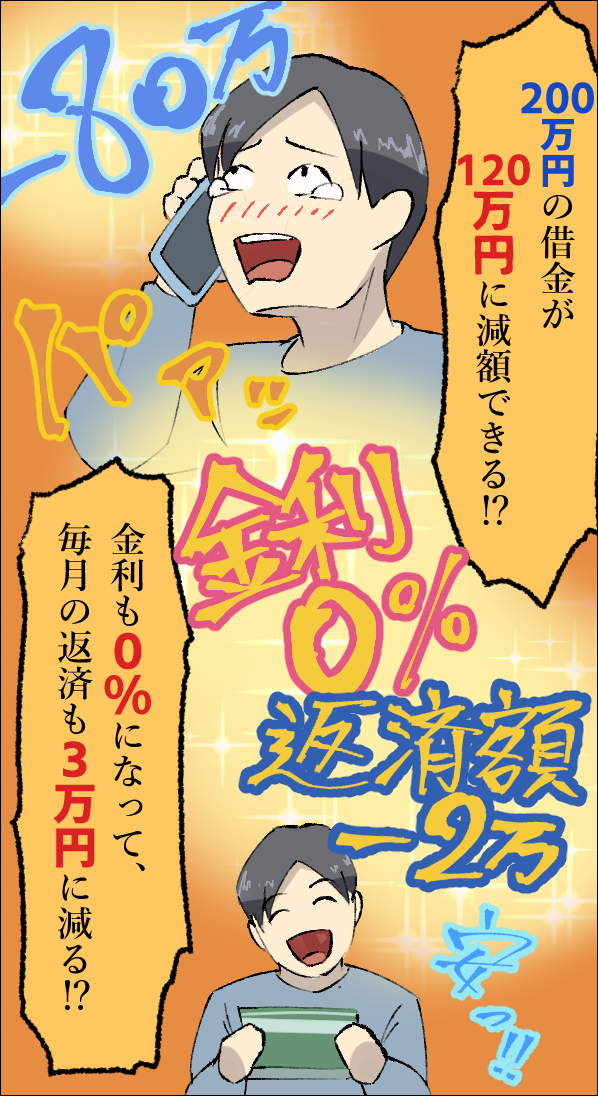 200万円の借金が
120万円に減額できる!?
−80万
パァッ
金利
0%
返済額
−2万
金利も0%になって、
毎月の返済も3万円に減る!?
安っ!!